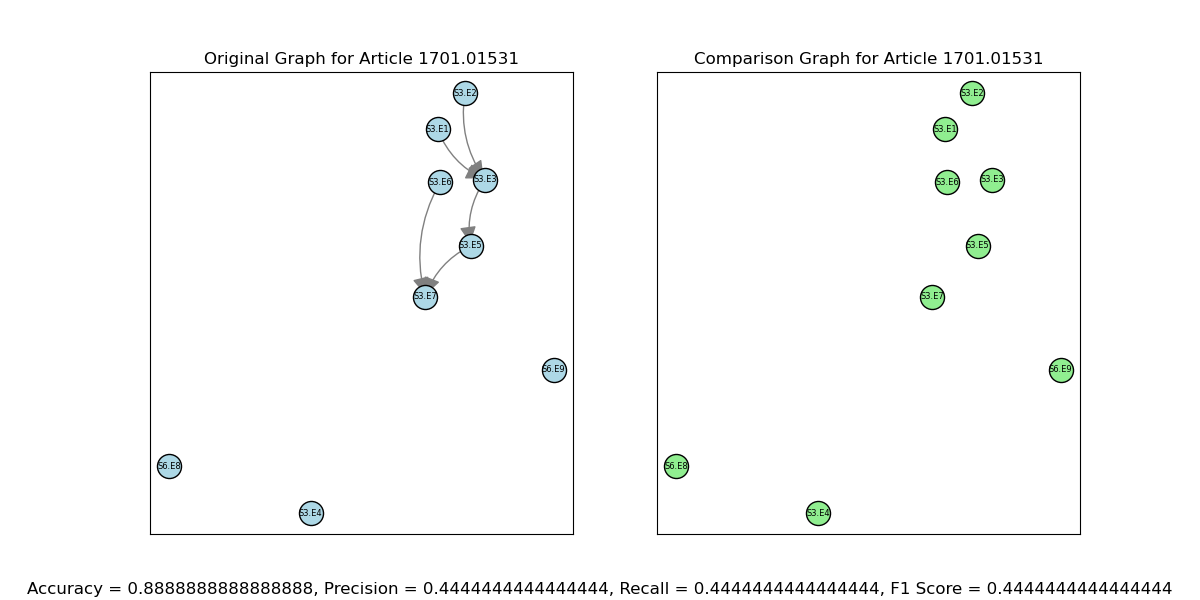 Original Graph for Article 1701.01531
Comparison Graph for Article 1701.01531
S3.E2
S3.E1
S3.E6
S3.E3
S3.E5
S3.E7
S6.E9
S6.E8
S3.E4
S3.E2
S3.E1
S3.E6
S3.E3
S3.E5
S3.E7
S6.E9
S6.E8
S3.E4
Accuracy = 0.8888888888888888, Precision = 0.4444444444444444, Recall = 0.4444444444444444, F1 Score = 0.4444444444444444